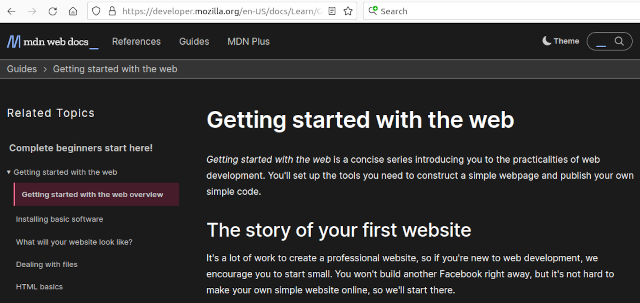 https://developer.mozilla.org/en-US/docs/Learn/
Search
mdn web docs_
References Guides MDN Plus
Theme
Guides > Getting started with the web
Related Topics
Complete beginners start here!
▾ Getting started with the web
Getting started with the web overview
Installing basic software
What will your website look like?
Dealing with files
HTML basics
Getting started with the web
Getting started with the web is a concise series introducing you to the practicalities of web
development. You'll set up the tools you need to construct a simple webpage and publish your own
simple code.
The story of your first website
It's a lot of work to create a professional website, so if you're new to web development, we
encourage you to start small. You won't build another Facebook right away, but it's not hard to
make your own simple website online, so we'll start there.